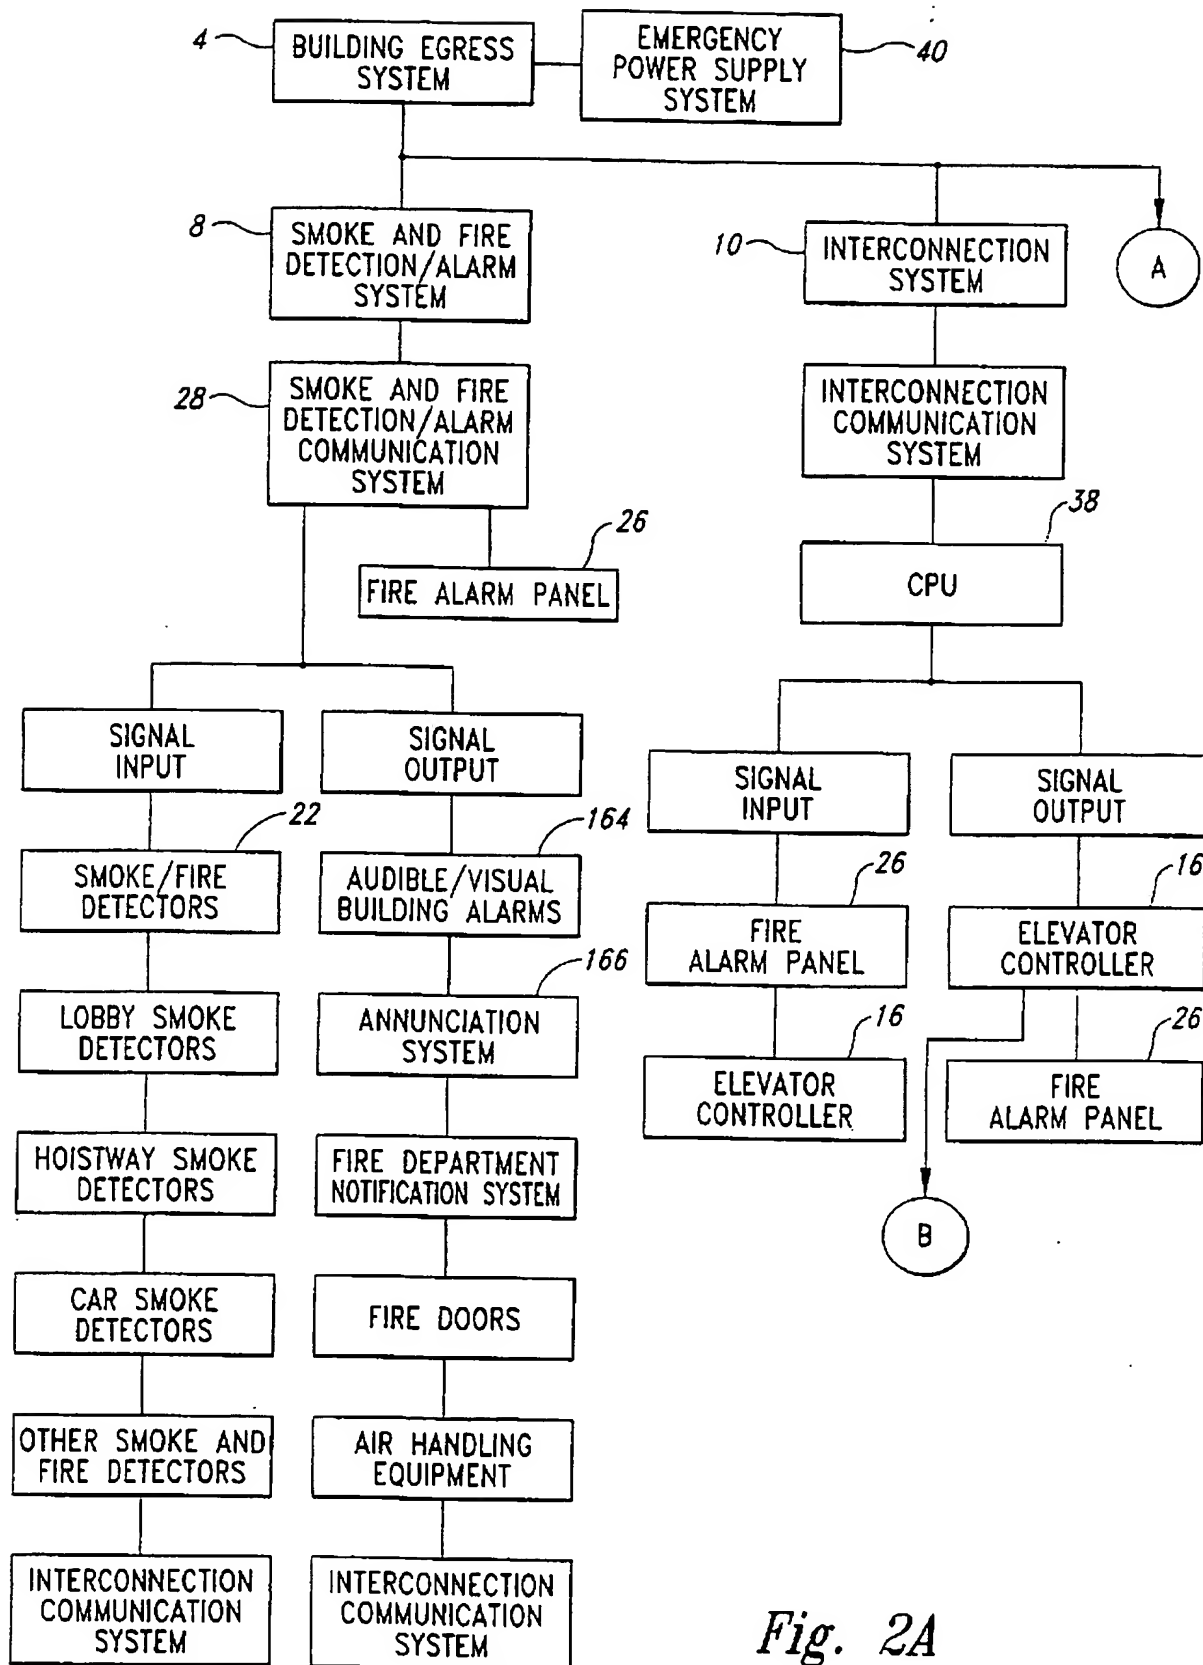 4
BUILDING EGRESS
SYSTEM
EMERGENCY
POWER SUPPLY
SYSTEM
40
8
SMOKE AND FIRE
DETECTION/ALARM
SYSTEM
10
INTERCONNECTION
SYSTEM
A
28
SMOKE AND FIRE
DETECTION/ALARM
COMMUNICATION
SYSTEM
INTERCONNECTION
COMMUNICATION
SYSTEM
26
FIRE ALARM PANEL
38
CPU
SIGNAL
INPUT
SIGNAL
OUTPUT
SIGNAL
INPUT
SIGNAL
OUTPUT
22
SMOKE/FIRE
DETECTORS
164
AUDIBLE/VISUAL
BUILDING ALARMS
26
FIRE
ALARM PANEL
16
ELEVATOR
CONTROLLER
LOBBY SMOKE
DETECTORS
166
ANNUNCIATION
SYSTEM
16
ELEVATOR
CONTROLLER
26
FIRE
ALARM PANEL
HOISTWAY SMOKE
DETECTORS
FIRE DEPARTMENT
NOTIFICATION SYSTEM
B
CAR SMOKE
DETECTORS
FIRE DOORS
OTHER SMOKE AND
FIRE DETECTORS
AIR HANDLING
EQUIPMENT
INTERCONNECTION
COMMUNICATION
SYSTEM
INTERCONNECTION
COMMUNICATION
SYSTEM
Fig. 2A